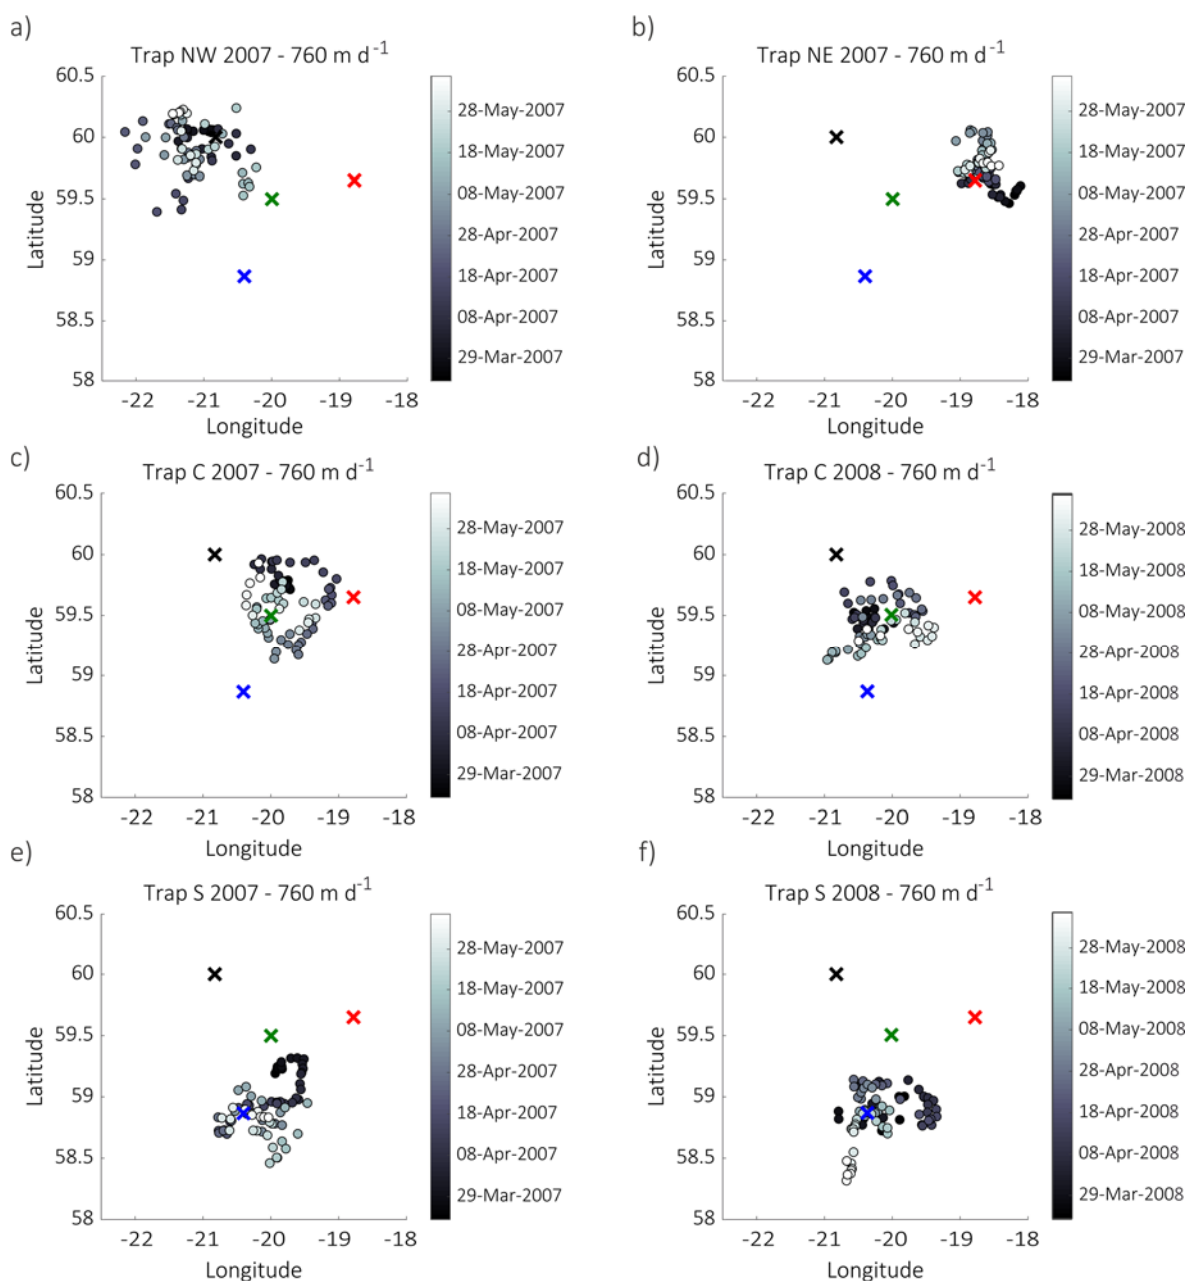 a)
Trap NW 2007 - 760 m d⁻¹
60.5
60
59.5
59
58.5
58
Latitude
-22 -21 -20 -19 -18
Longitude
28-May-2007
18-May-2007
08-May-2007
28-Apr-2007
18-Apr-2007
08-Apr-2007
29-Mar-2007
b)
Trap NE 2007 - 760 m d⁻¹
60.5
60
59.5
59
58.5
58
Latitude
-22 -21 -20 -19 -18
Longitude
28-May-2007
18-May-2007
08-May-2007
28-Apr-2007
18-Apr-2007
08-Apr-2007
29-Mar-2007
c)
Trap C 2007 - 760 m d⁻¹
60.5
60
59.5
59
58.5
58
Latitude
-22 -21 -20 -19 -18
Longitude
28-May-2007
18-May-2007
08-May-2007
28-Apr-2007
18-Apr-2007
08-Apr-2007
29-Mar-2007
d)
Trap C 2008 - 760 m d⁻¹
60.5
60
59.5
59
58.5
58
Latitude
-22 -21 -20 -19 -18
Longitude
28-May-2008
18-May-2008
08-May-2008
28-Apr-2008
18-Apr-2008
08-Apr-2008
29-Mar-2008
e)
Trap S 2007 - 760 m d⁻¹
60.5
60
59.5
59
58.5
58
Latitude
-22 -21 -20 -19 -18
Longitude
28-May-2007
18-May-2007
08-May-2007
28-Apr-2007
18-Apr-2007
08-Apr-2007
29-Mar-2007
f)
Trap S 2008 - 760 m d⁻¹
60.5
60
59.5
59
58.5
58
Latitude
-22 -21 -20 -19 -18
Longitude
28-May-2008
18-May-2008
08-May-2008
28-Apr-2008
18-Apr-2008
08-Apr-2008
29-Mar-2008